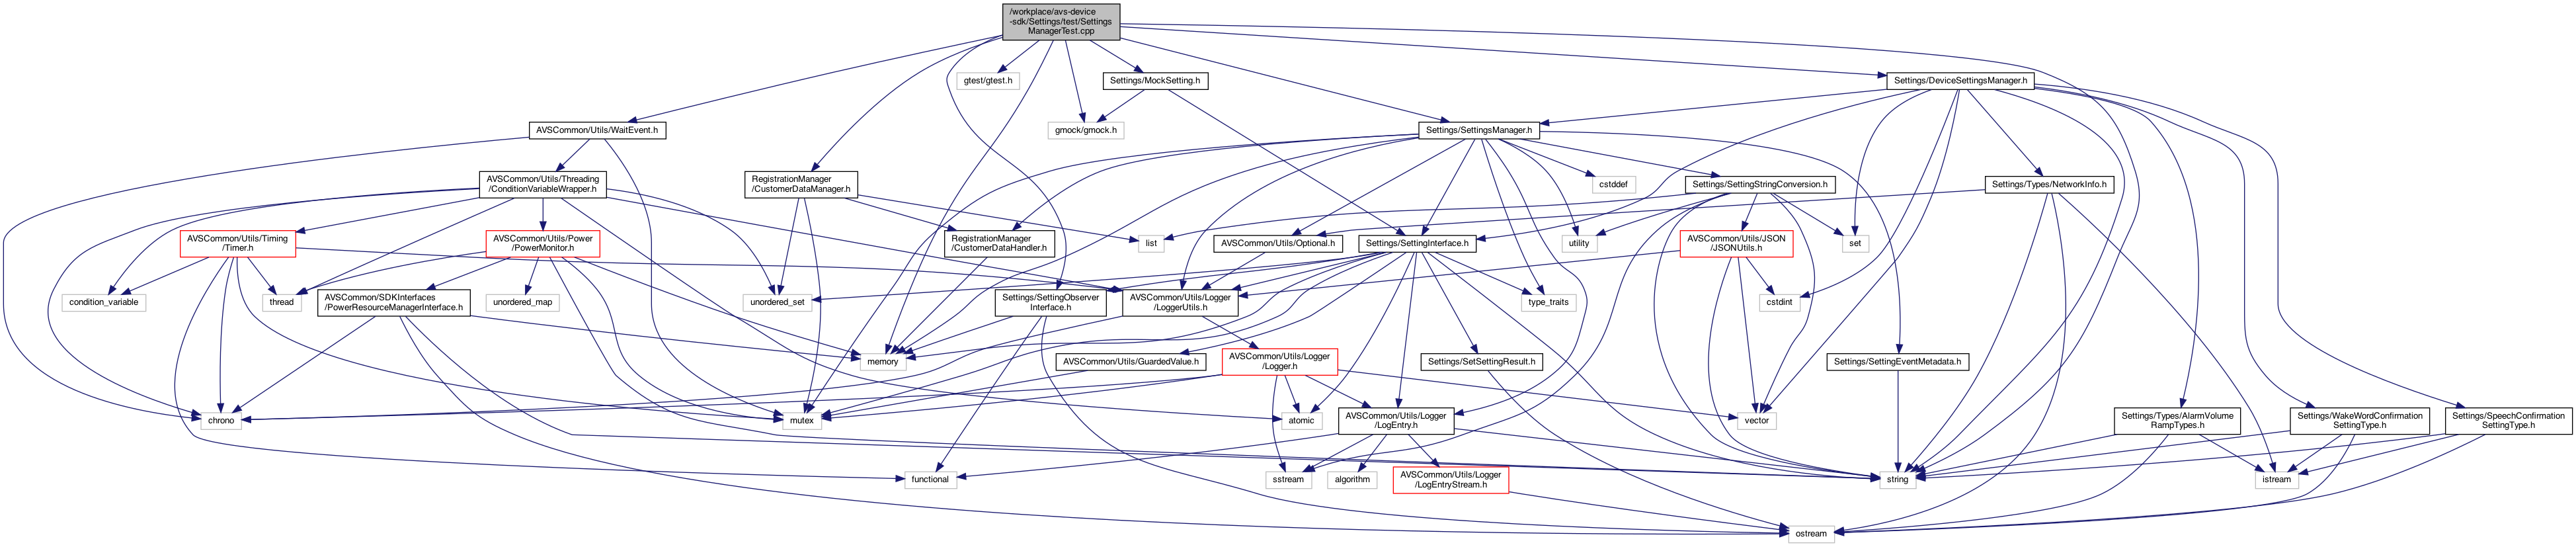 /workplace/avs-device
-sdk/Settings/test/Settings
ManagerTest.cpp
gtest/gtest.h
Settings/MockSetting.h
Settings/DeviceSettingsManager.h
AVSCommon/Utils/WaitEvent.h
gmock/gmock.h
Settings/SettingsManager.h
AVSCommon/Utils/Threading
/ConditionVariableWrapper.h
RegistrationManager
/CustomerDataManager.h
cstddef
Settings/SettingStringConversion.h
Settings/Types/NetworkInfo.h
AVSCommon/Utils/Timing
/Timer.h
AVSCommon/Utils/Power
/PowerMonitor.h
RegistrationManager
/CustomerDataHandler.h
list
AVSCommon/Utils/Optional.h
Settings/SettingInterface.h
utility
AVSCommon/Utils/JSON
/JSONUtils.h
set
condition_variable
thread
AVSCommon/SDKInterfaces
/PowerResourceManagerInterface.h
unordered_map
unordered_set
Settings/SettingObserver
Interface.h
AVSCommon/Utils/Logger
/LoggerUtils.h
type_traits
cstdint
memory
AVSCommon/Utils/GuardedValue.h
AVSCommon/Utils/Logger
/Logger.h
Settings/SetSettingResult.h
Settings/SettingEventMetadata.h
chrono
mutex
atomic
AVSCommon/Utils/Logger
/LogEntry.h
vector
Settings/Types/AlarmVolume
RampTypes.h
Settings/WakeWordConfirmation
SettingType.h
Settings/SpeechConfirmation
SettingType.h
functional
sstream
algorithm
AVSCommon/Utils/Logger
/LogEntryStream.h
string
istream
ostream